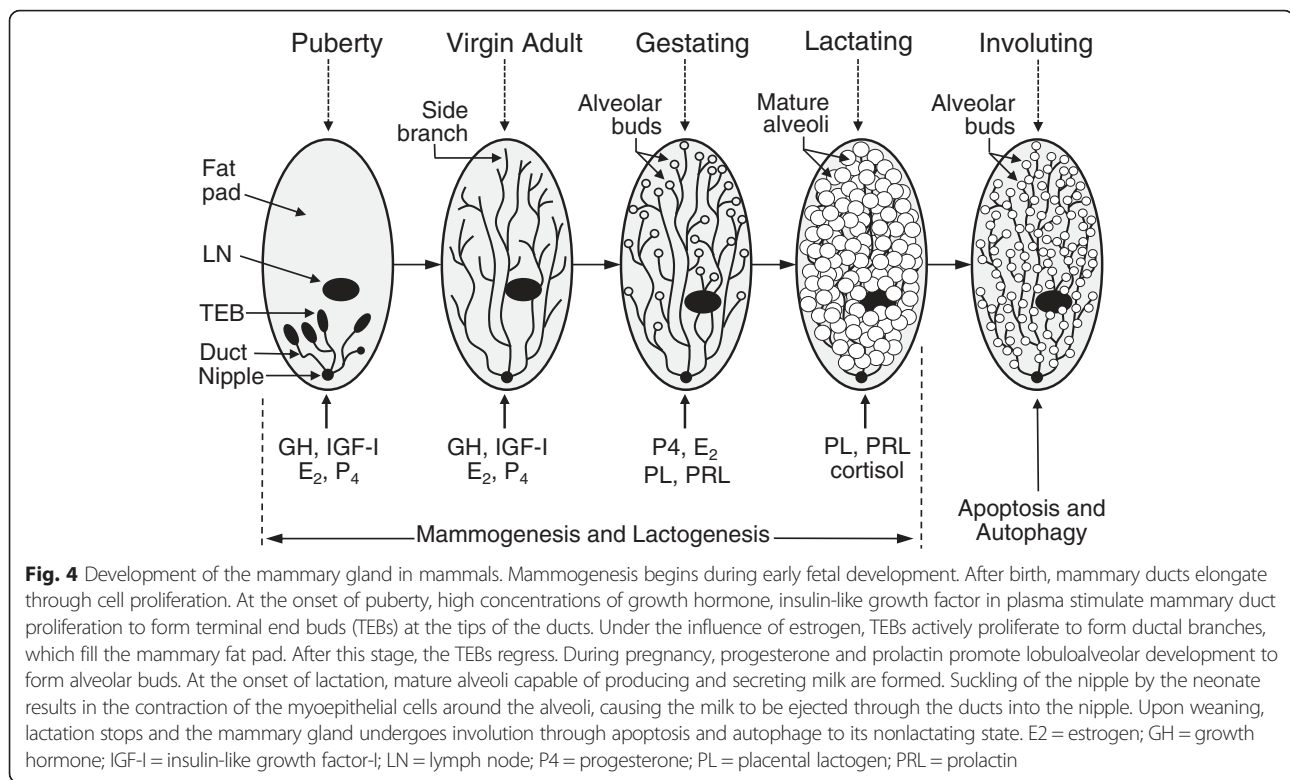 Puberty
Virgin Adult
Gestating
Lactating
Involuting
Side
branch
Alveolar
buds
Mature
alveoli
Alveolar
buds
Fat
pad
LN
TEB
Duct
Nipple
GH, IGF-I
E₂, P₄
GH, IGF-I
E₂, P₄
P4, E₂
PL, PRL
PL, PRL
cortisol
Apoptosis and
Autophagy
Mammogenesis and Lactogenesis
Fig. 4 Development of the mammary gland in mammals. Mammogenesis begins during early fetal development. After birth, mammary ducts elongate
through cell proliferation. At the onset of puberty, high concentrations of growth hormone, insulin-like growth factor in plasma stimulate mammary duct
proliferation to form terminal end buds (TEBs) at the tips of the ducts. Under the influence of estrogen, TEBs actively proliferate to form ductal branches,
which fill the mammary fat pad. After this stage, the TEBs regress. During pregnancy, progesterone and prolactin promote lobuloalveolar development to
form alveolar buds. At the onset of lactation, mature alveoli capable of producing and secreting milk are formed. Suckling of the nipple by the neonate
results in the contraction of the myoepithelial cells around the alveoli, causing the milk to be ejected through the ducts into the nipple. Upon weaning,
lactation stops and the mammary gland undergoes involution through apoptosis and autophage to its nonlactating state. E2 = estrogen; GH = growth
hormone; IGF-I = insulin-like growth factor-I; LN = lymph node; P4 = progesterone; PL = placental lactogen; PRL = prolactin